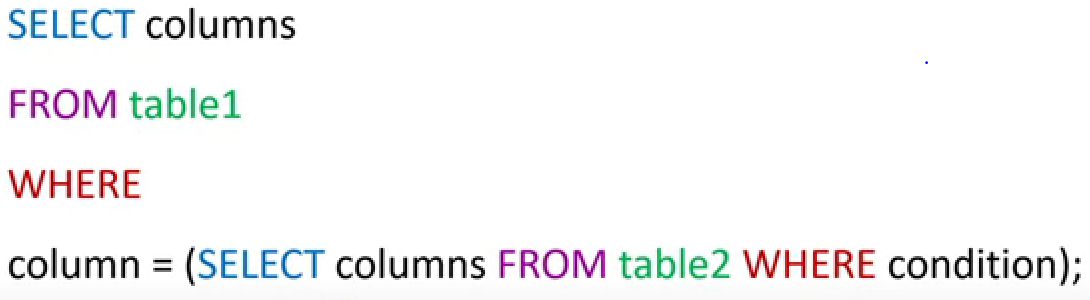 SELECT columns
FROM table1
WHERE
column = (SELECT columns FROM table2 WHERE condition);